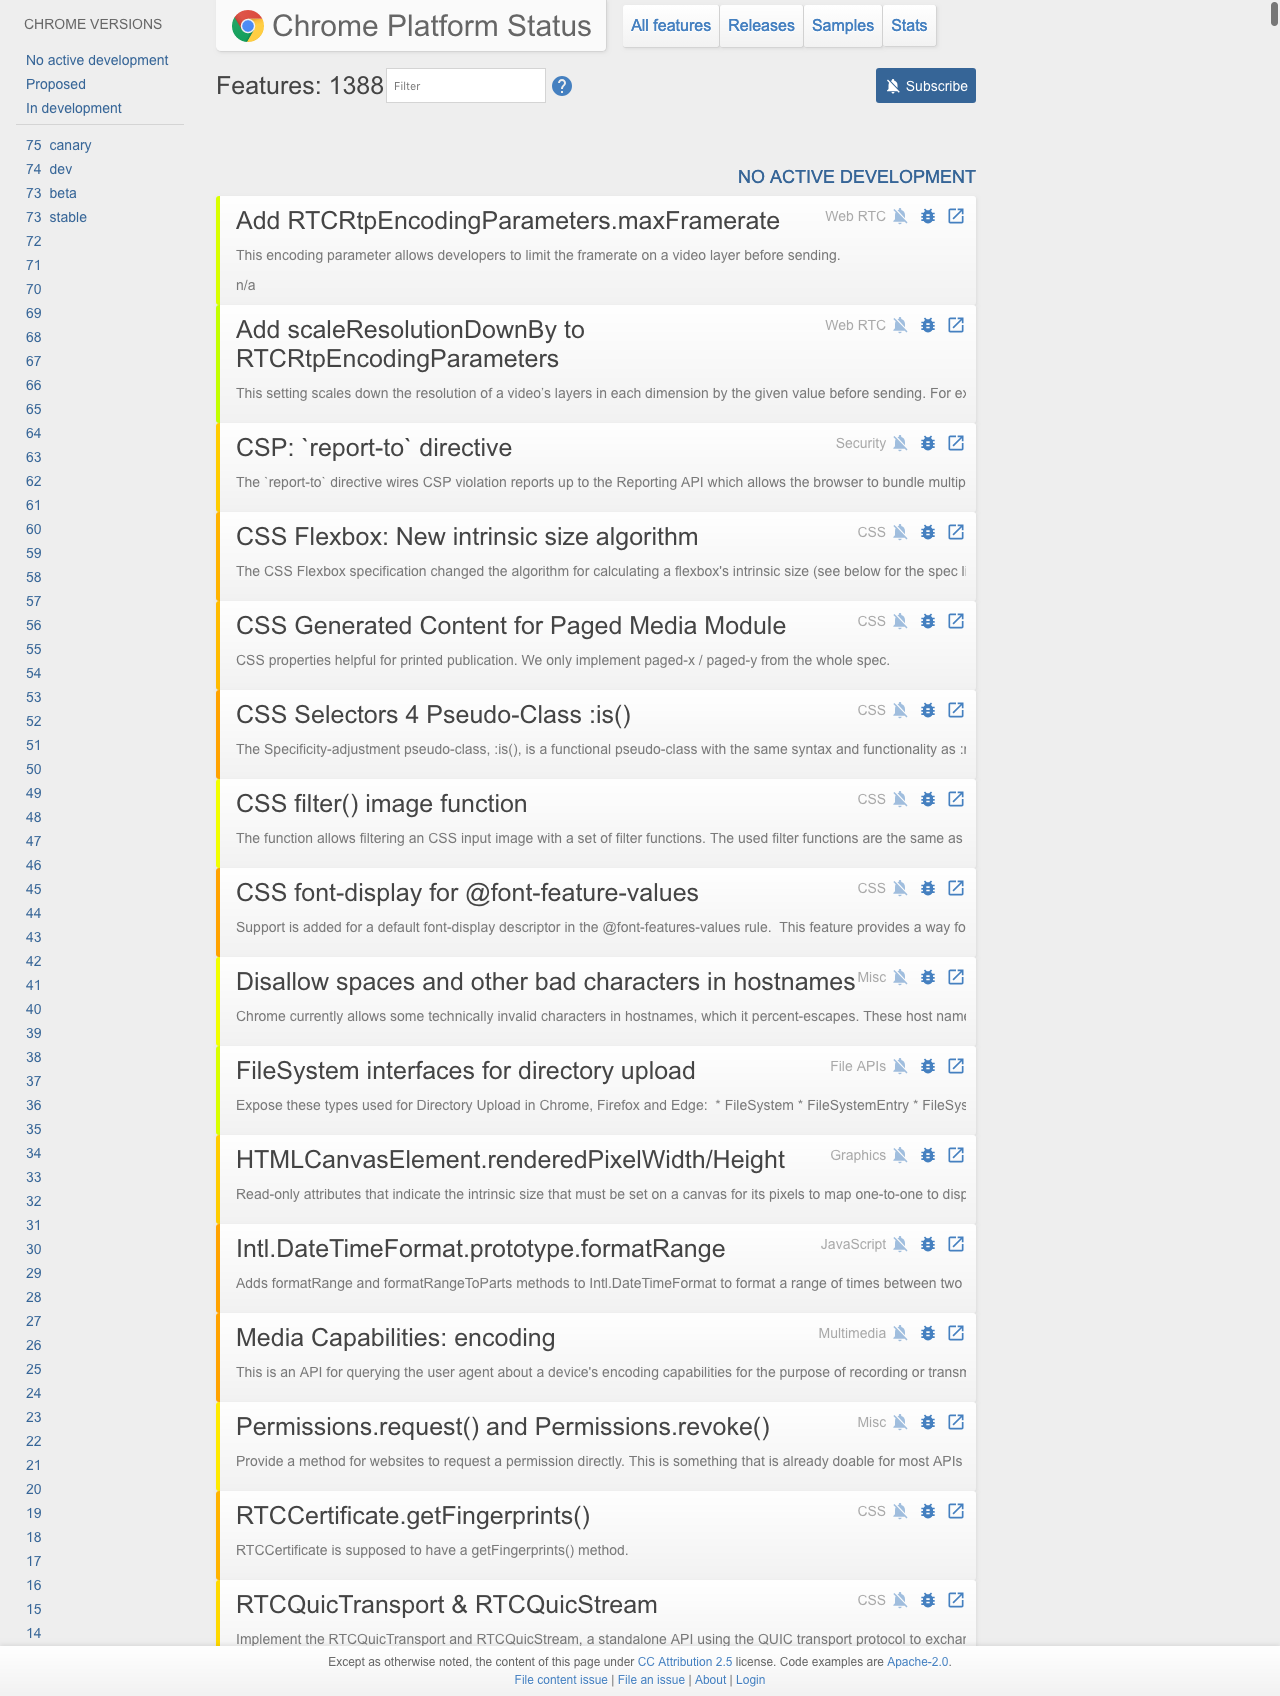 CHROME VERSIONS
No active development
Proposed
In development
75 canary
74 dev
73 beta
73 stable
72
71
70
69
68
67
66
65
64
63
62
61
60
59
58
57
56
55
54
53
52
51
50
49
48
47
46
45
44
43
42
41
40
39
38
37
36
35
34
33
32
31
30
29
28
27
26
25
24
23
22
21
20
19
18
17
16
15
14
Chrome Platform Status
All features
Releases
Samples
Stats
Features: 1388
Filter
?
Subscribe
NO ACTIVE DEVELOPMENT
Add RTCRtpEncodingParameters.maxFramerate
Web RTC
This encoding parameter allows developers to limit the framerate on a video layer before sending.
n/a
Add scaleResolutionDownBy to
RTCRtpEncodingParameters
Web RTC
This setting scales down the resolution of a video's layers in each dimension by the given value before sending. For
CSP: `report-to` directive
Security
The `report-to` directive wires CSP violation reports up to the Reporting API which allows the browser to bundle multip
CSS Flexbox: New intrinsic size algorithm
CSS
The CSS Flexbox specification changed the algorithm for calculating a flexbox's intrinsic size (see below for the spec
CSS Generated Content for Paged Media Module
CSS
CSS properties helpful for printed publication. We only implement paged-x / paged-y from the whole spec.
CSS Selectors 4 Pseudo-Class :is()
CSS
The Specificity-adjustment pseudo-class, :is(), is a functional pseudo-class with the same syntax and functionality as
CSS filter() image function
CSS
The function allows filtering an CSS input image with a set of filter functions. The used filter functions are the same as
CSS font-display for @font-feature-values
CSS
Support is added for a default font-display descriptor in the @font-features-values rule. This feature provides a way fo
Disallow spaces and other bad characters in hostnames
Misc
Chrome currently allows some technically invalid characters in hostnames, which it percent-escapes. These host name
FileSystem interfaces for directory upload
File APIs
Expose these types used for Directory Upload in Chrome, Firefox and Edge: * FileSystem * FileSystemEntry * FileSys
HTMLCanvasElement.renderedPixelWidth/Height
Graphics
Read-only attributes that indicate the intrinsic size that must be set on a canvas for its pixels to map one-to-one to disp
Intl.DateTimeFormat.prototype.formatRange
JavaScript
Adds formatRange and formatRangeToParts methods to Intl.DateTimeFormat to format a range of times between two
Media Capabilities: encoding
Multimedia
This is an API for querying the user agent about a device's encoding capabilities for the purpose of recording or
Permissions.request() and Permissions.revoke()
Misc
Provide a method for websites to request a permission directly. This is something that is already doable for most APIs
RTCCertificate.getFingerprints()
CSS
RTCCertificate is supposed to have a getFingerprints() method.
RTCQuicTransport & RTCQuicStream
CSS
Implement the RTCQuicTransport and RTCQuicStream, a standalone API using the QUIC transport protocol to
Except as otherwise noted, the content of this page under CC Attribution 2.5 license. Code examples are Apache-2.0.
File content issue | File an issue | About | Login